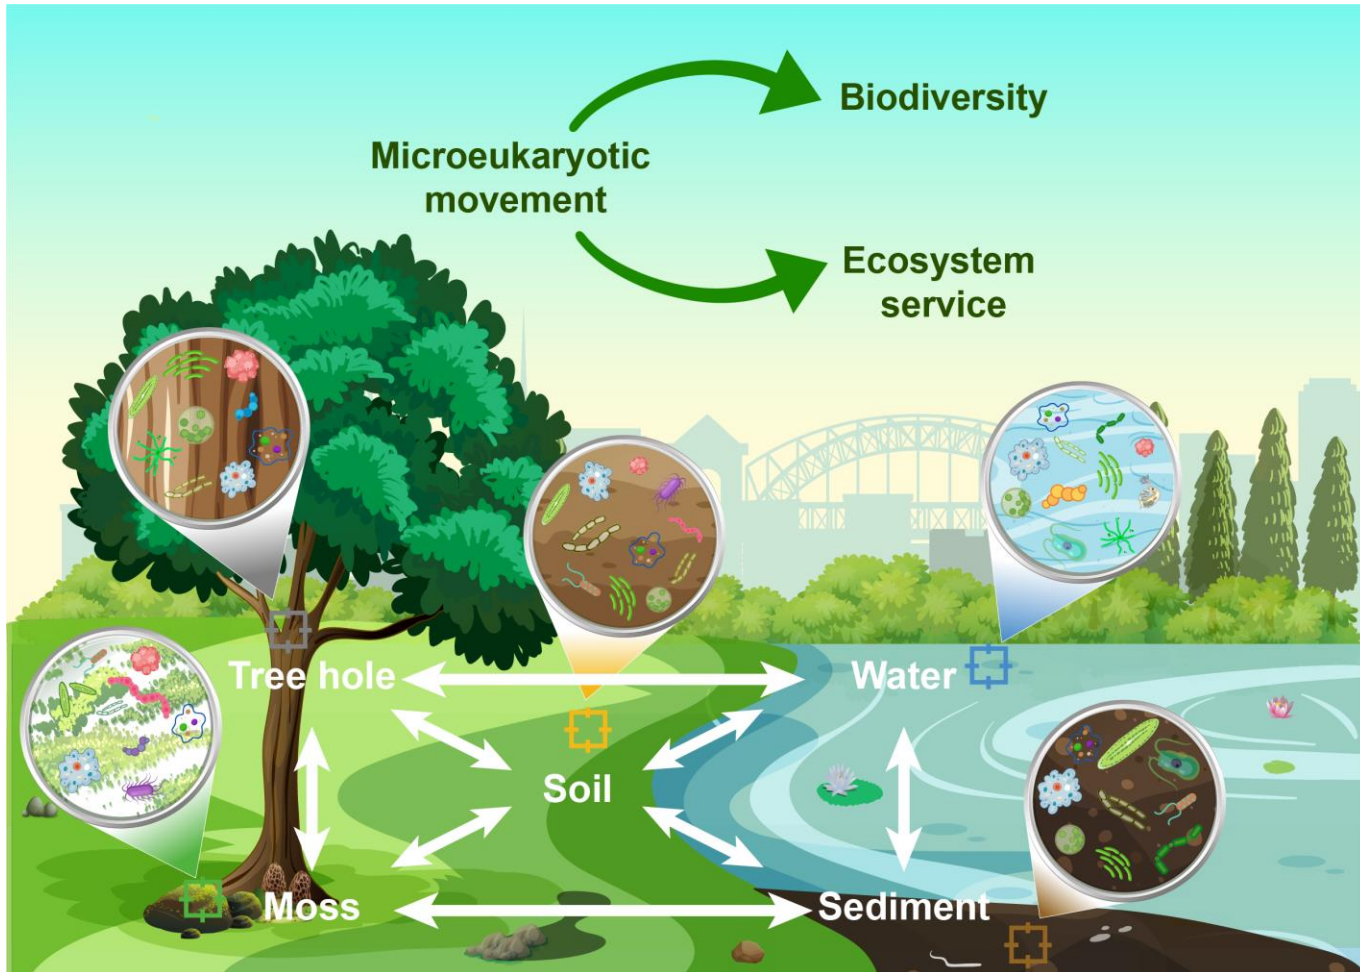 Biodiversity
Microeukaryotic
movement
Ecosystem
service
Tree hole
Water
Soil
Moss
Sediment